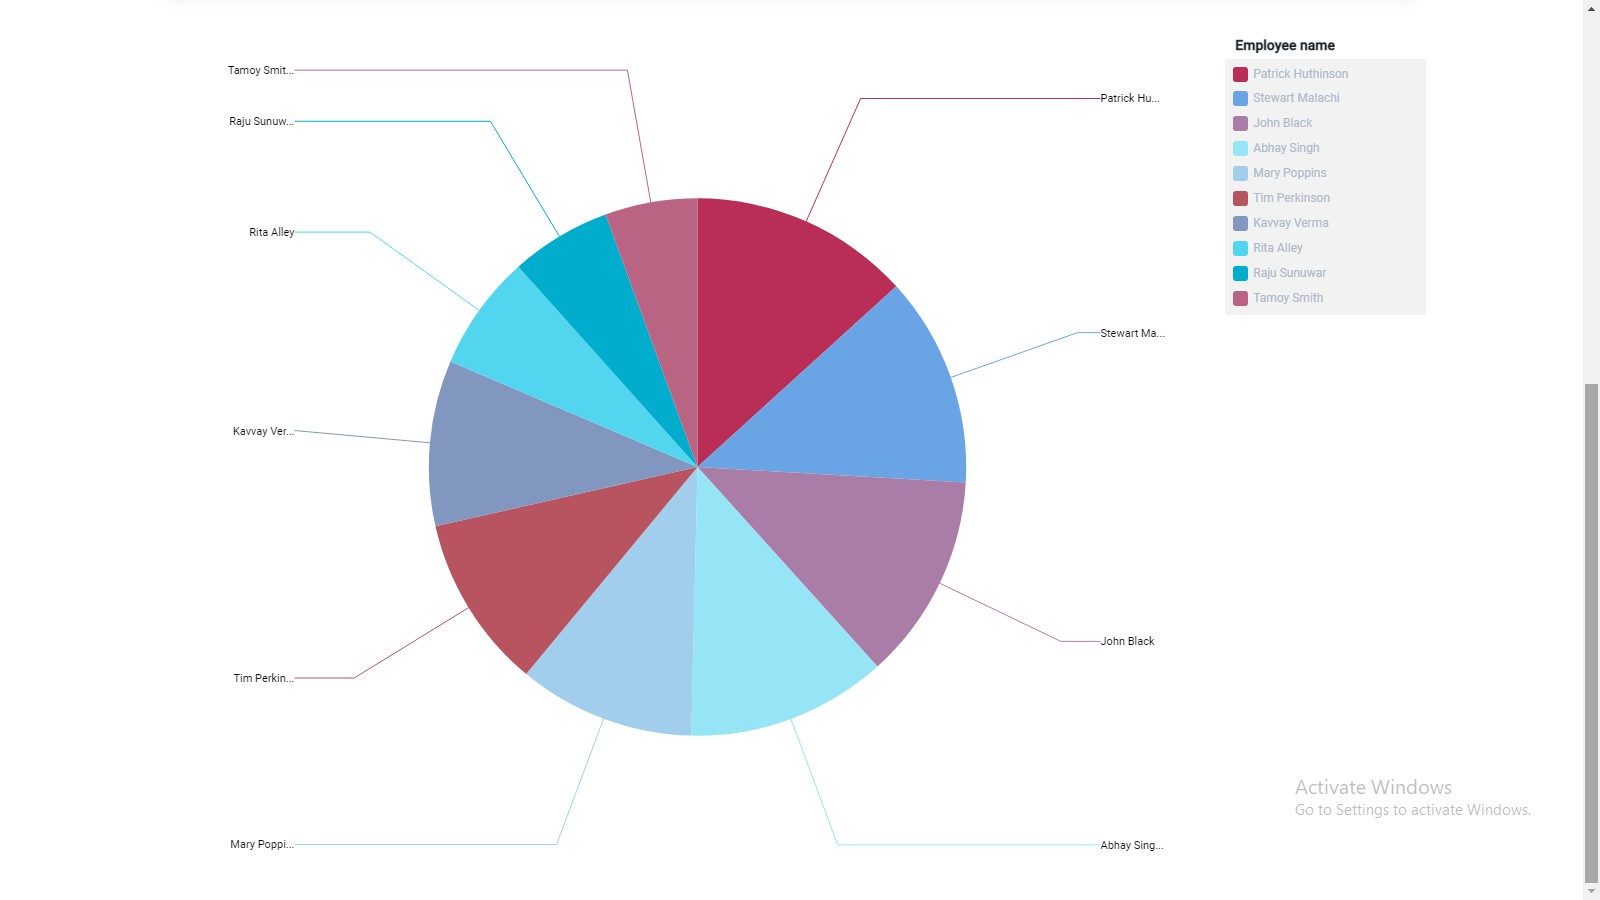 Employee name
Patrick Huthinson
Stewart Malachi
John Black
Abhay Singh
Mary Poppins
Tim Perkinson
Kavvay Verma
Rita Alley
Raju Sunuwar
Tamoy Smith
Tamoy Smit...
Patrick Hu...
Raju Sunuw...
Rita Alley
Stewart Ma...
Kavvay Ver...
John Black
Tim Perkin...
Mary Poppi...
Abhay Sing...
Activate Windows
Go to Settings to activate Windows.